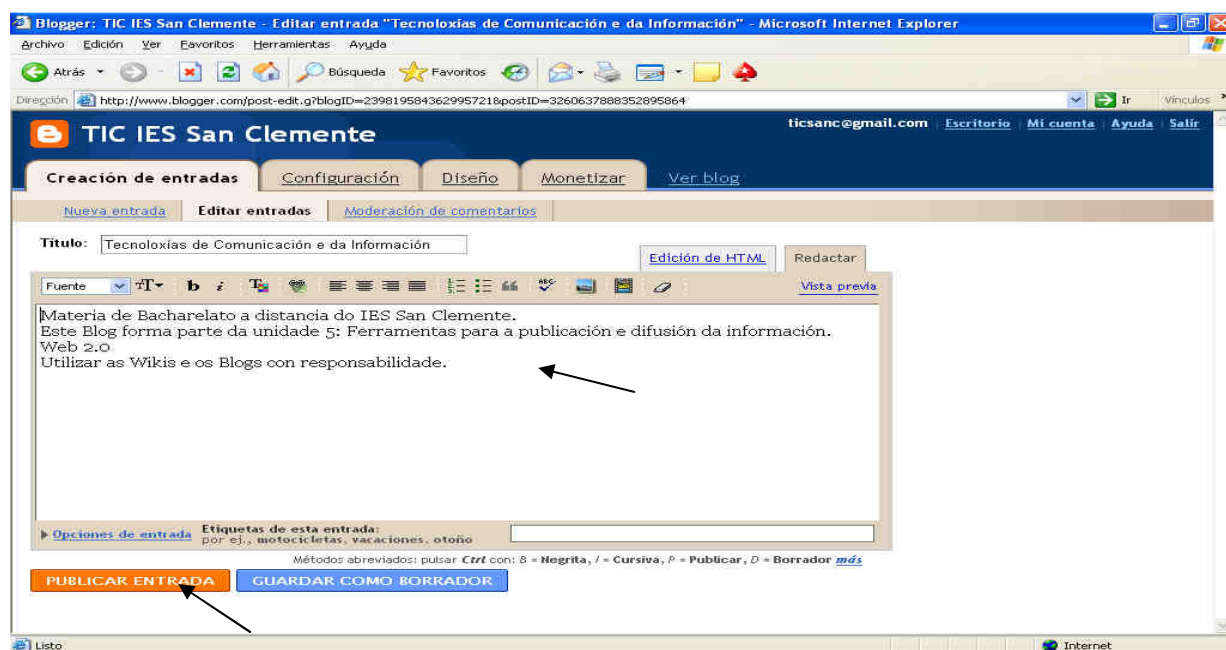 Blogger: TIC IES San Clemente - Editar entrada "Tecnoloxías de Comunicación e da Información" - Microsoft Internet Explorer
Archivo Edición Ver Favoritos Herramientas Ayuda
Atrás Búsqueda Favoritos
Dirección http://www.blogger.com/post-edit.g?blogID=2398195843629957218&postID=3260637888352895864 Ir Vínculos
TIC IES San Clemente ticsanc@gmail.com Escritorio Mi cuenta Ayuda Salir
Creación de entradas Configuración Diseño Monetizar Ver blog
Nueva entrada Editar entradas Moderación de comentarios
Título: Tecnoloxías de Comunicación e da Información
Edición de HTML Redactar
Fuente b i ABC Vista previa
Materia de Bacharelato a distancia do IES San Clemente.
Este Blog forma parte da unidade 5: Ferramentas para a publicación e difusión da información.
Web 2.0
Utilizar as Wikis e os Blogs con responsabilidade.
Opciones de entrada Etiquetas de esta entrada:
por ej., motocicletas, vacaciones, otoño
Métodos abreviados: pulsar Ctrl con: B = Negrita, I = Cursiva, P = Publicar, D = Borrador más
PUBLICAR ENTRADA GUARDAR COMO BORRADOR
Listo Internet